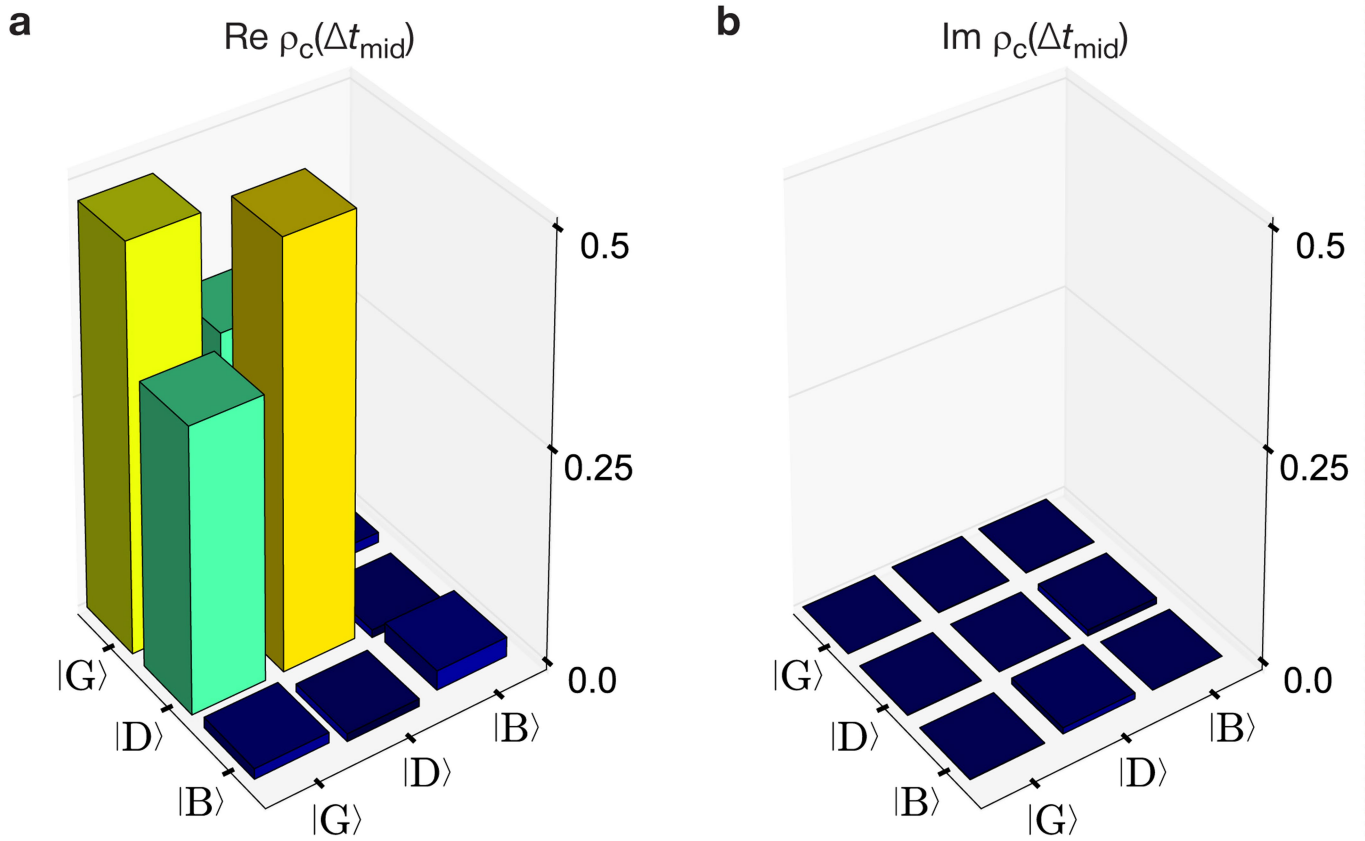 a
Re ρc(Δtmid)
0.5
0.25
0.0
|G⟩
|D⟩
|B⟩
|G⟩
|D⟩
|B⟩
b
Im ρc(Δtmid)
0.5
0.25
0.0
|G⟩
|D⟩
|B⟩
|G⟩
|D⟩
|B⟩